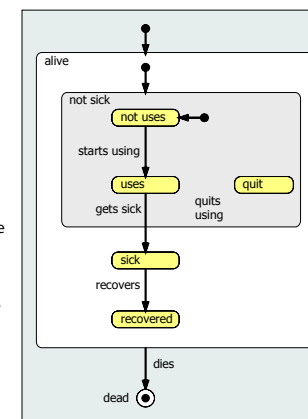 alive
not sick
not uses
starts using
uses
quit
gets sick
quits
using
e
sick
recovers
recovered
dies
dead